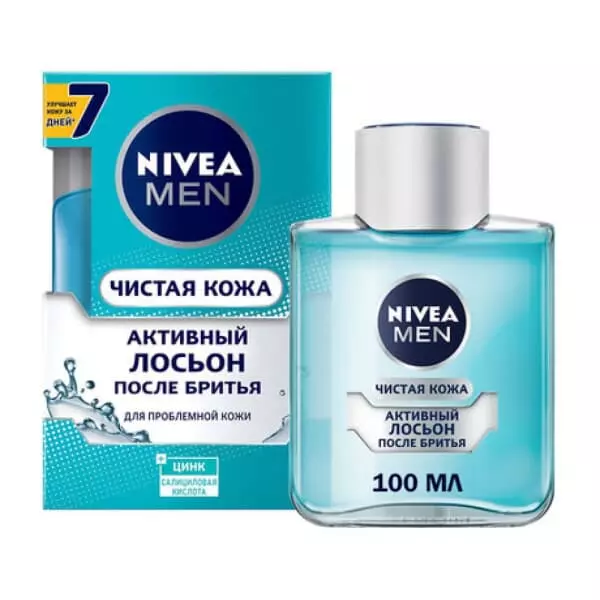 УЛУЧШАЕТ
КОЖУ ЗА
7
ДНЕЙ*
NIVEA
MEN
ЧИСТАЯ КОЖА
АКТИВНЫЙ
ЛОСЬОН
ПОСЛЕ БРИТЬЯ
ДЛЯ ПРОБЛЕМНОЙ КОЖИ
+ ЦИНК
САЛИЦИЛОВАЯ
КИСЛОТА
NIVEA
MEN
ЧИСТАЯ КОЖА
АКТИВНЫЙ
ЛОСЬОН
ПОСЛЕ БРИТЬЯ
100 МЛ